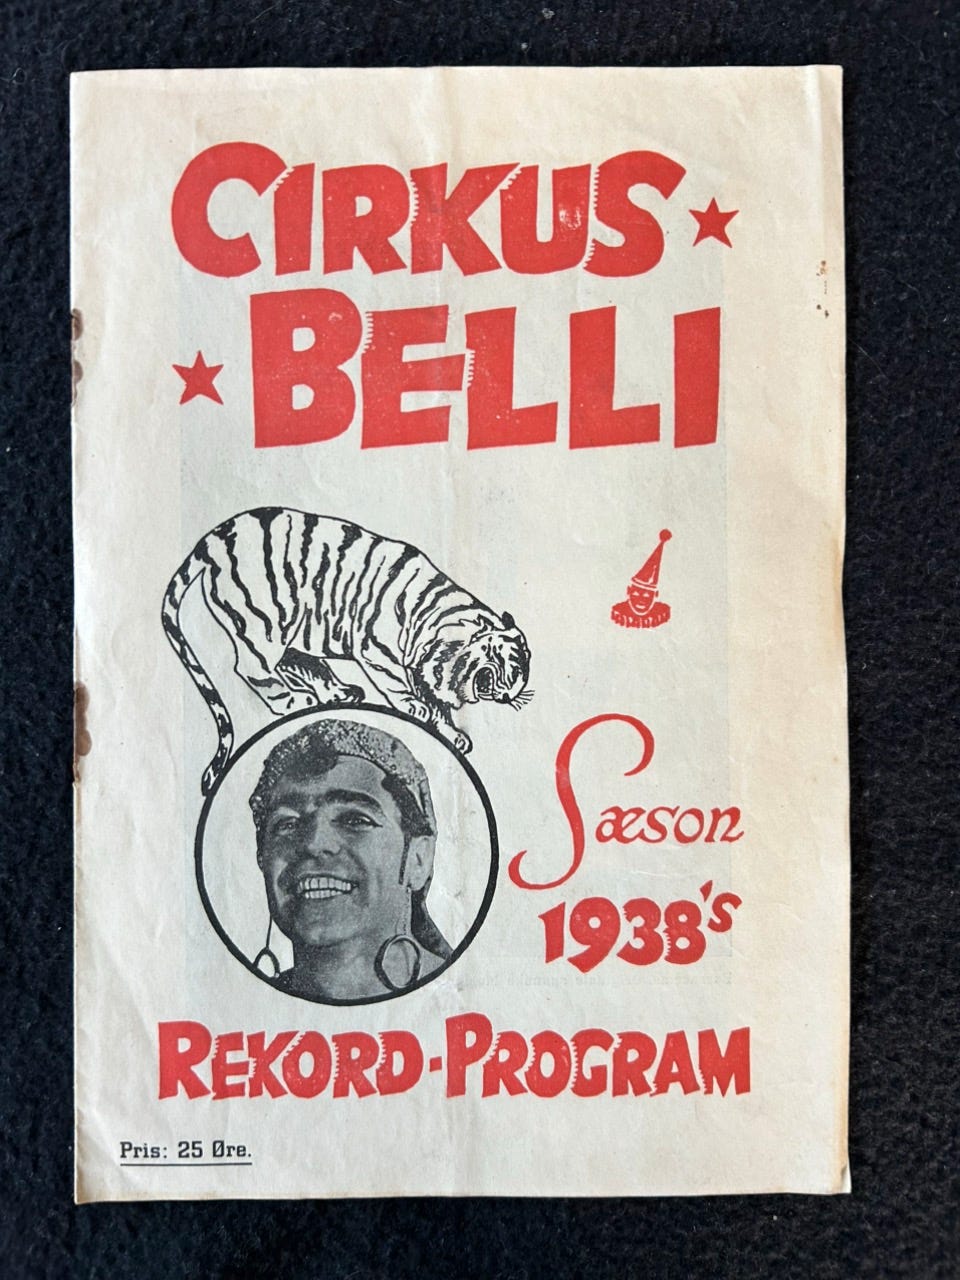 CIRKUS
BELLI
Sæson
1938's
REKORD-PROGRAM
Pris: 25 Øre.